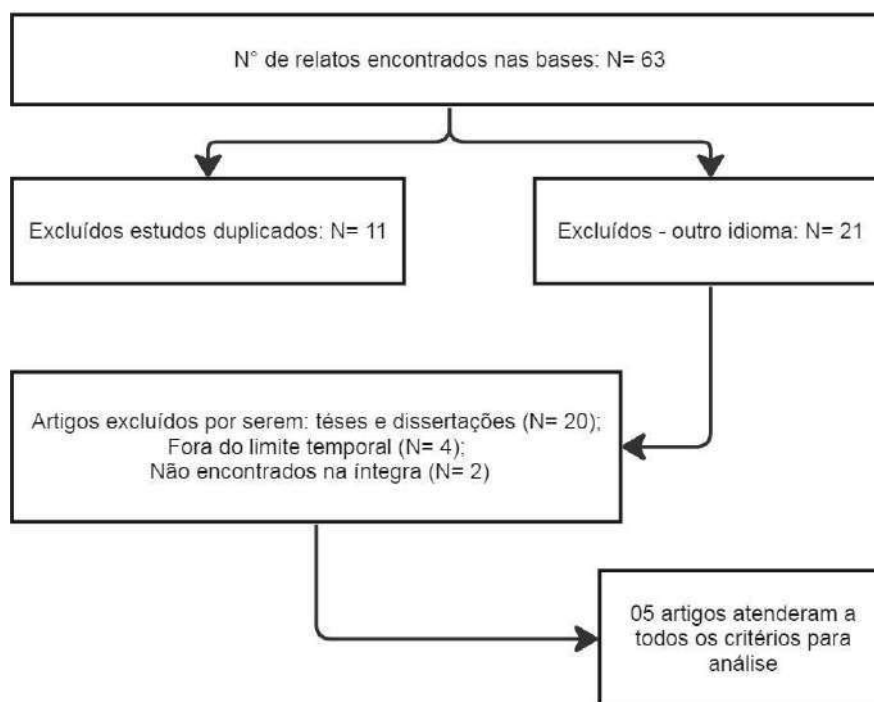 N° de relatos encontrados nas bases: N= 63
Excluídos estudos duplicados: N= 11
Excluídos - outro idioma: N= 21
Artigos excluídos por serem: téses e dissertações (N= 20);
Fora do limite temporal (N= 4);
Não encontrados na íntegra (N= 2)
05 artigos atenderam a
todos os critérios para
análise